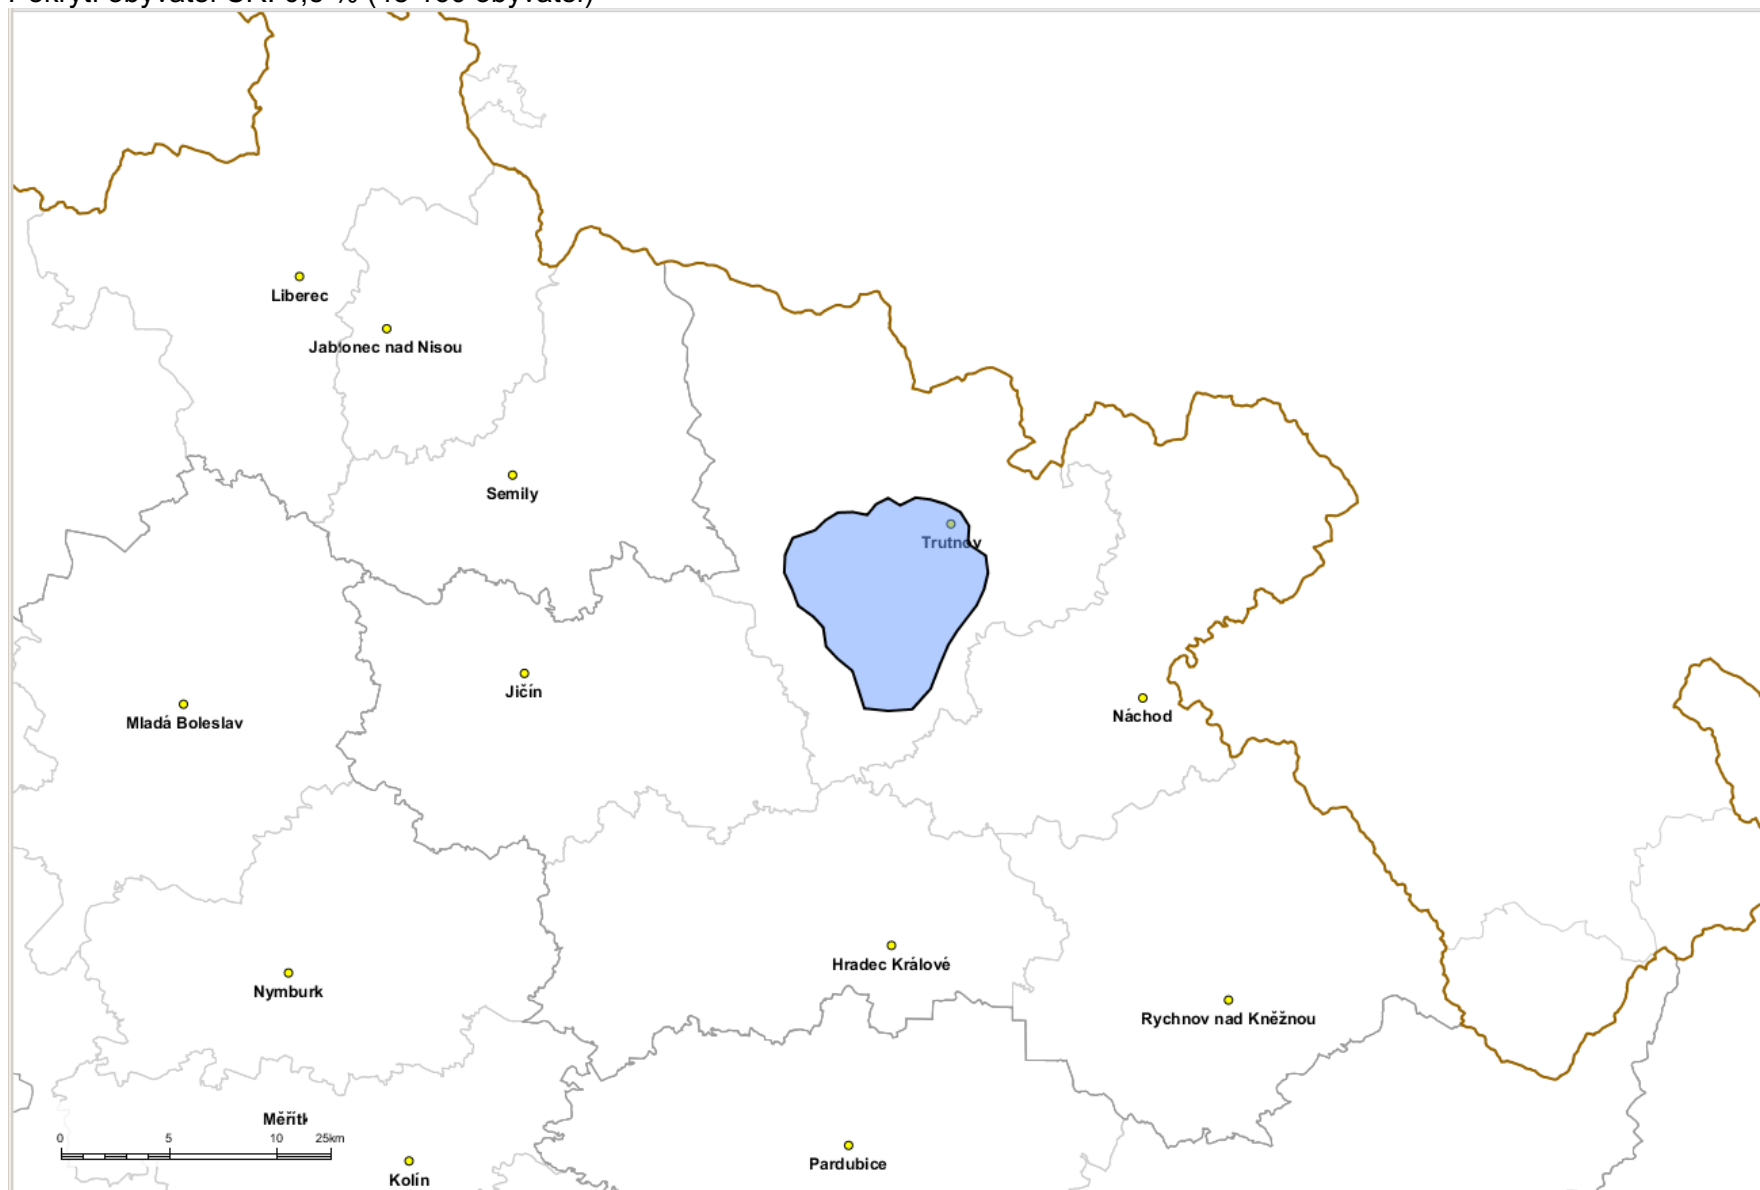 Liberec
Jablonec nad Nisou
Semily
Trutnov
Jičín
Mladá Boleslav
Náchod
Hradec Králové
Nymburk
Rychnov nad Kněžnou
Měřítk
0 5 10 25km
Pardubice
Kolín